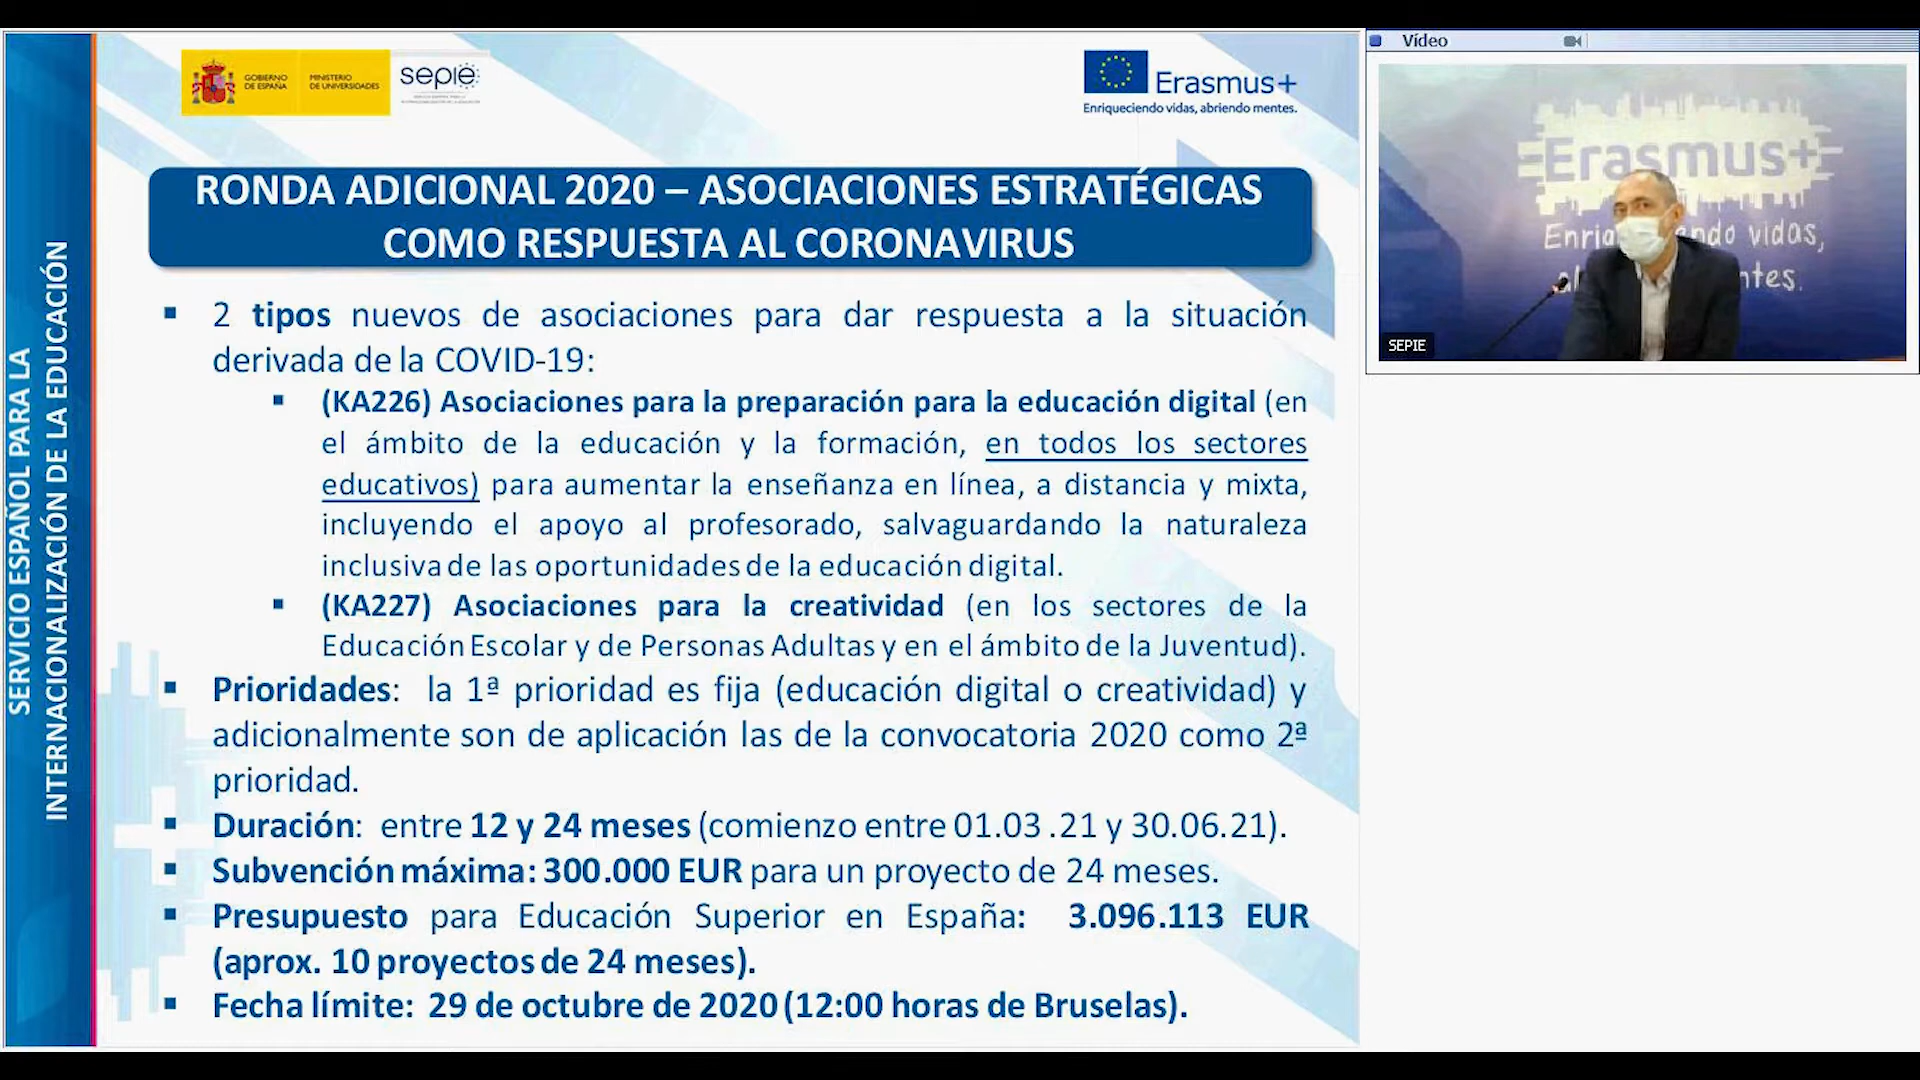 GOBIERNO
DE ESPAÑA
MINISTERIO
DE UNIVERSIDADES
sepie
Erasmus+
Enriqueciendo vidas, abriendo mentes.
SERVICIO ESPAÑOL PARA LA
INTERNACIONALIZACIÓN DE LA EDUCACIÓN
RONDA ADICIONAL 2020 – ASOCIACIONES ESTRATÉGICAS
COMO RESPUESTA AL CORONAVIRUS
▪ 2 tipos nuevos de asociaciones para dar respuesta a la situación
derivada de la COVID-19:
▪ (KA226) Asociaciones para la preparación para la educación digital (en
el ámbito de la educación y la formación, en todos los sectores
educativos) para aumentar la enseñanza en línea, a distancia y mixta,
incluyendo el apoyo al profesorado, salvaguardando la naturaleza
inclusiva de las oportunidades de la educación digital.
▪ (KA227) Asociaciones para la creatividad (en los sectores de la
Educación Escolar y de Personas Adultas y en el ámbito de la Juventud).
▪ Prioridades: la 1ª prioridad es fija (educación digital o creatividad) y
adicionalmente son de aplicación las de la convocatoria 2020 como 2ª
prioridad.
▪ Duración: entre 12 y 24 meses (comienzo entre 01.03 .21 y 30.06.21).
▪ Subvención máxima: 300.000 EUR para un proyecto de 24 meses.
▪ Presupuesto para Educación Superior en España: 3.096.113 EUR
(aprox. 10 proyectos de 24 meses).
▪ Fecha límite: 29 de octubre de 2020 (12:00 horas de Bruselas).
Vídeo
Erasmus+
vidas,
SEPIE